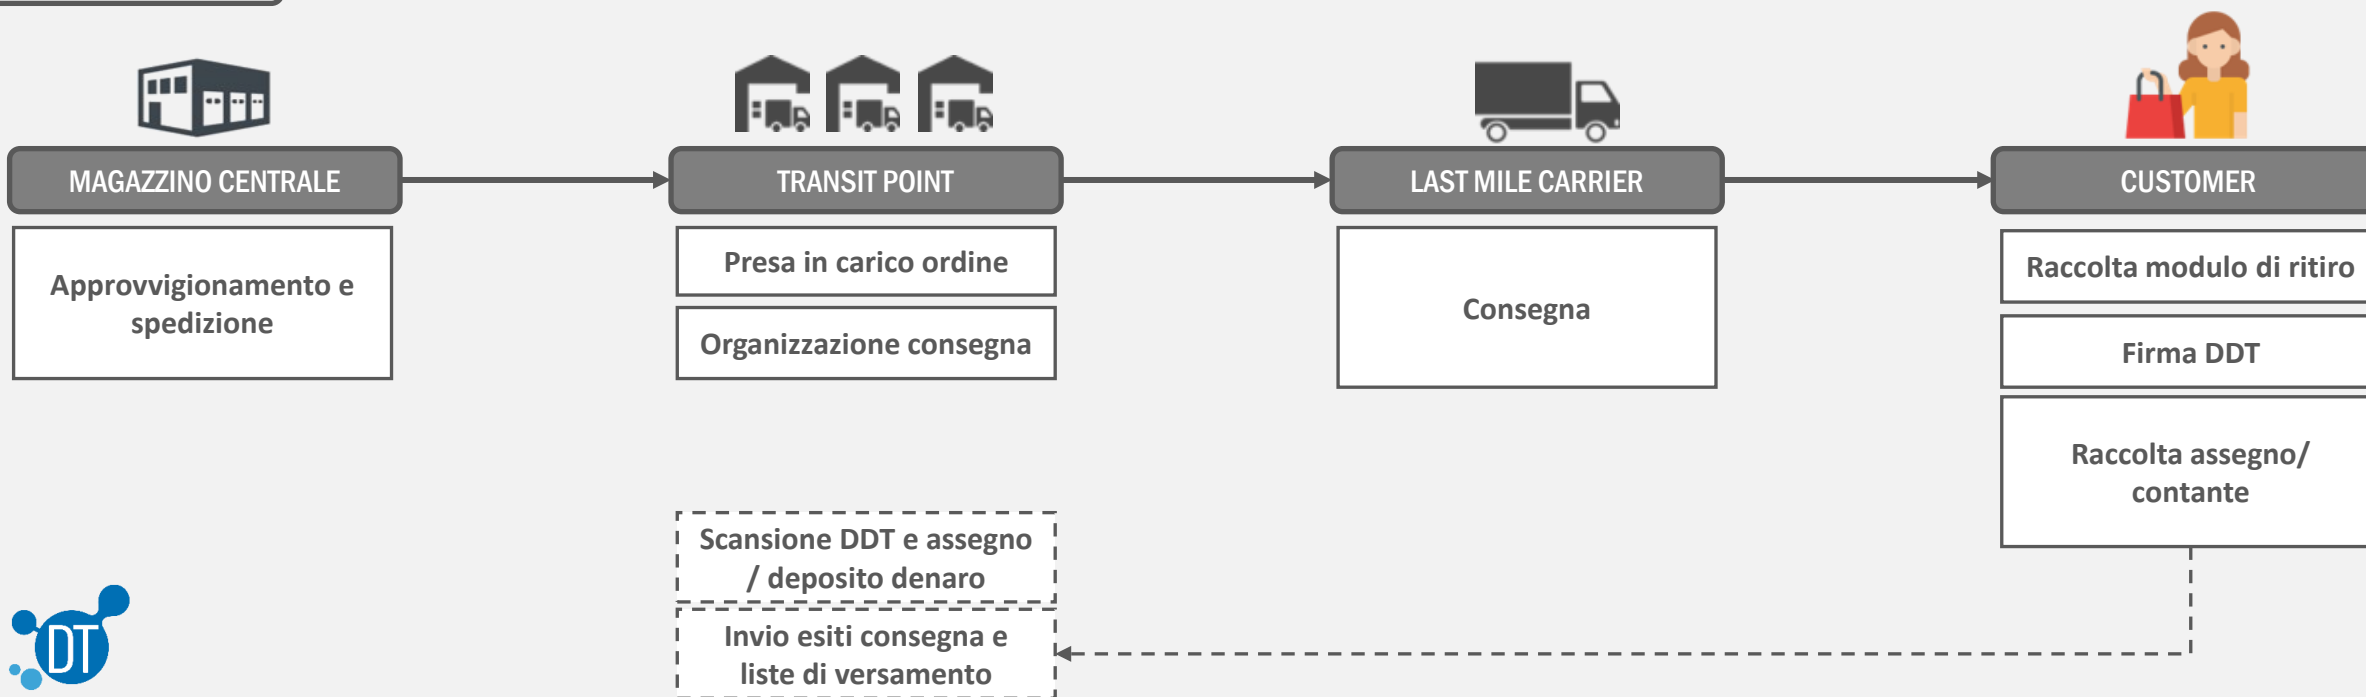 MAGAZZINO CENTRALE
TRANSIT POINT
LAST MILE CARRIER
CUSTOMER
Approvvigionamento e
spedizione
Presa in carico ordine
Organizzazione consegna
Consegna
Raccolta modulo di ritiro
Firma DDT
Raccolta assegno/
contante
Scansione DDT e assegno
/ deposito denaro
Invio esiti consegna e
liste di versamento
DT